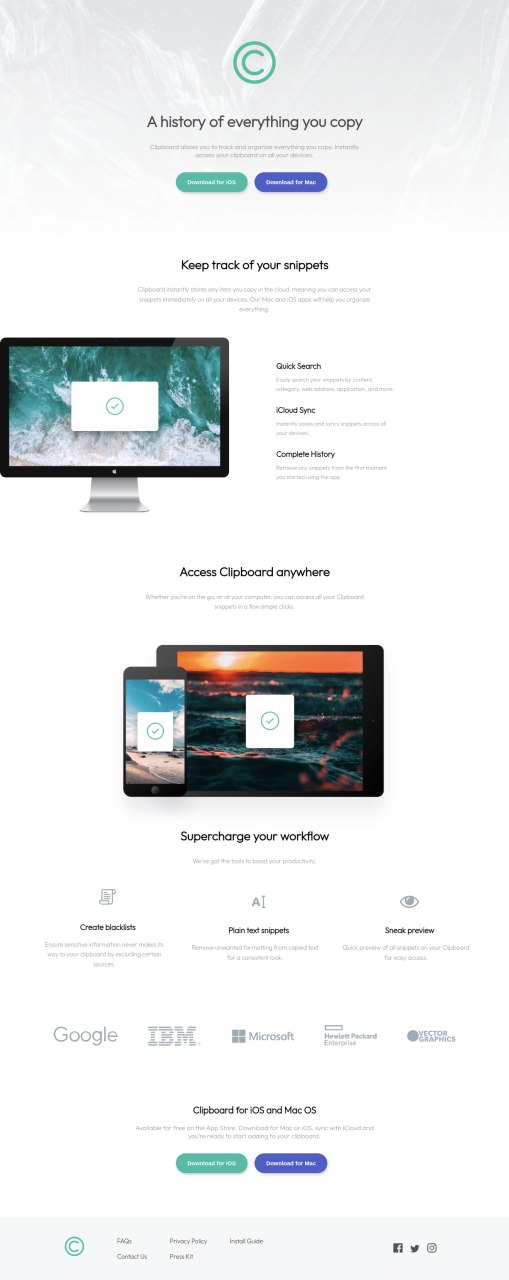 A history of everything you copy
Clipboard allows you to track and organize everything you copy. Instantly
access your clipboard on all your devices.
Download for iOS
Download for Mac
Keep track of your snippets
Clipboard instantly stores any item you copy in the cloud, meaning you can access your
snippets immediately on all your devices. Our Mac and iOS apps will help you organize
everything.
Quick Search
Easily search your snippets by content,
category, web address, application, and more.
iCloud Sync
Instantly saves and syncs snippets across all
your devices.
Complete History
Retrieve any snippets from the first moment
you started using the app.
Access Clipboard anywhere
Whether you're on the go, or at your computer, you can access all your Clipboard
snippets in a few simple clicks.
Supercharge your workflow
We've got the tools to boost your productivity.
Create blacklists
Ensure sensitive information never makes its
way to your clipboard by excluding certain
sources.
Plain text snippets
Remove unwanted formatting from copied text
for a consistent look.
Sneak preview
Quick preview of all snippets on your Clipboard
for easy access.
Google
IBM
Microsoft
Hewlett Packard
Enterprise
VECTOR
GRAPHICS
Clipboard for iOS and Mac OS
Available for free on the App Store. Download for Mac or iOS, sync with iCloud and
you're ready to start adding to your clipboard.
Download for iOS
Download for Mac
FAQs
Contact Us
Privacy Policy
Press Kit
Install Guide